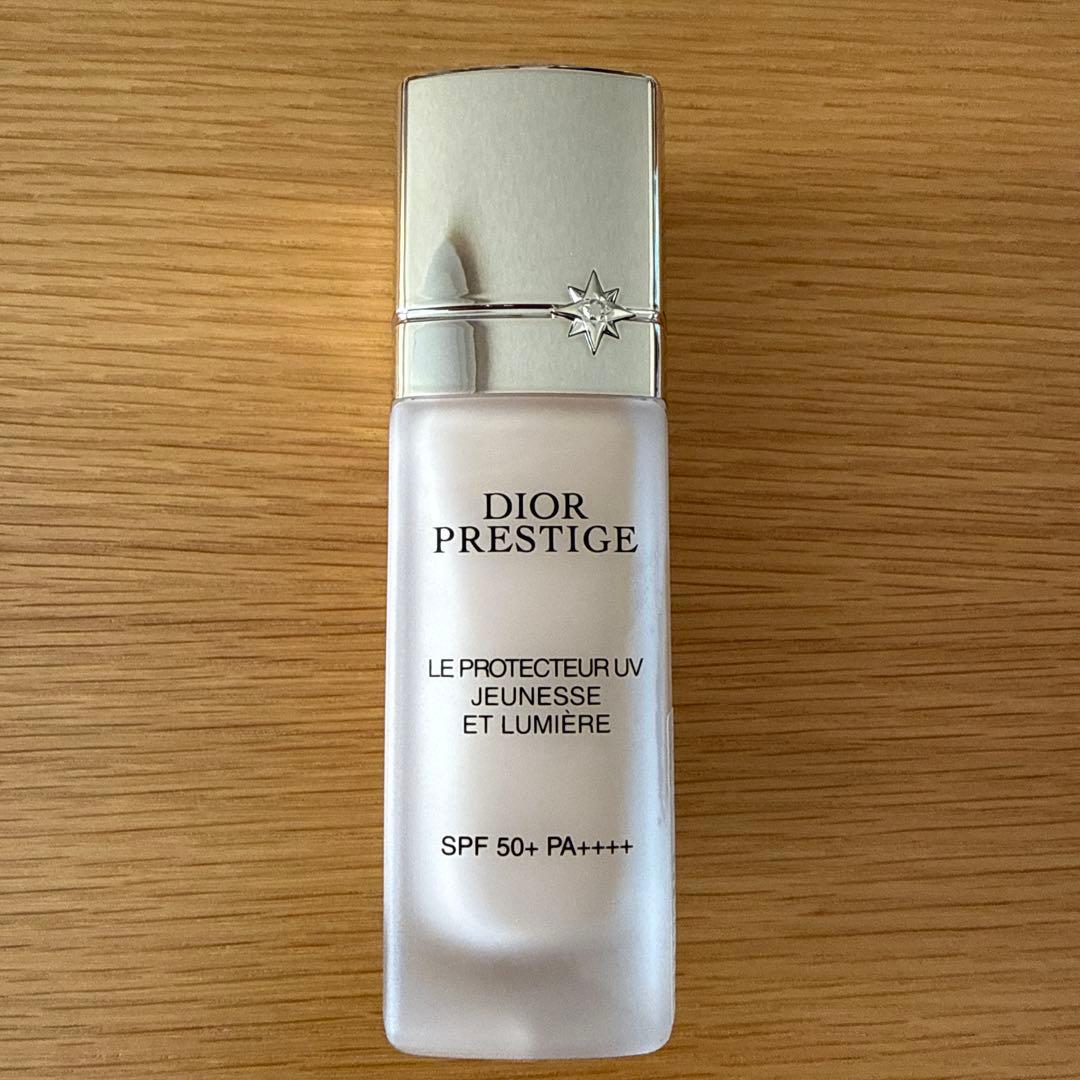 DIOR
PRESTIGE
LE PROTECTEUR UV
JEUNESSE
ET LUMIÈRE
SPF 50+ PA++++